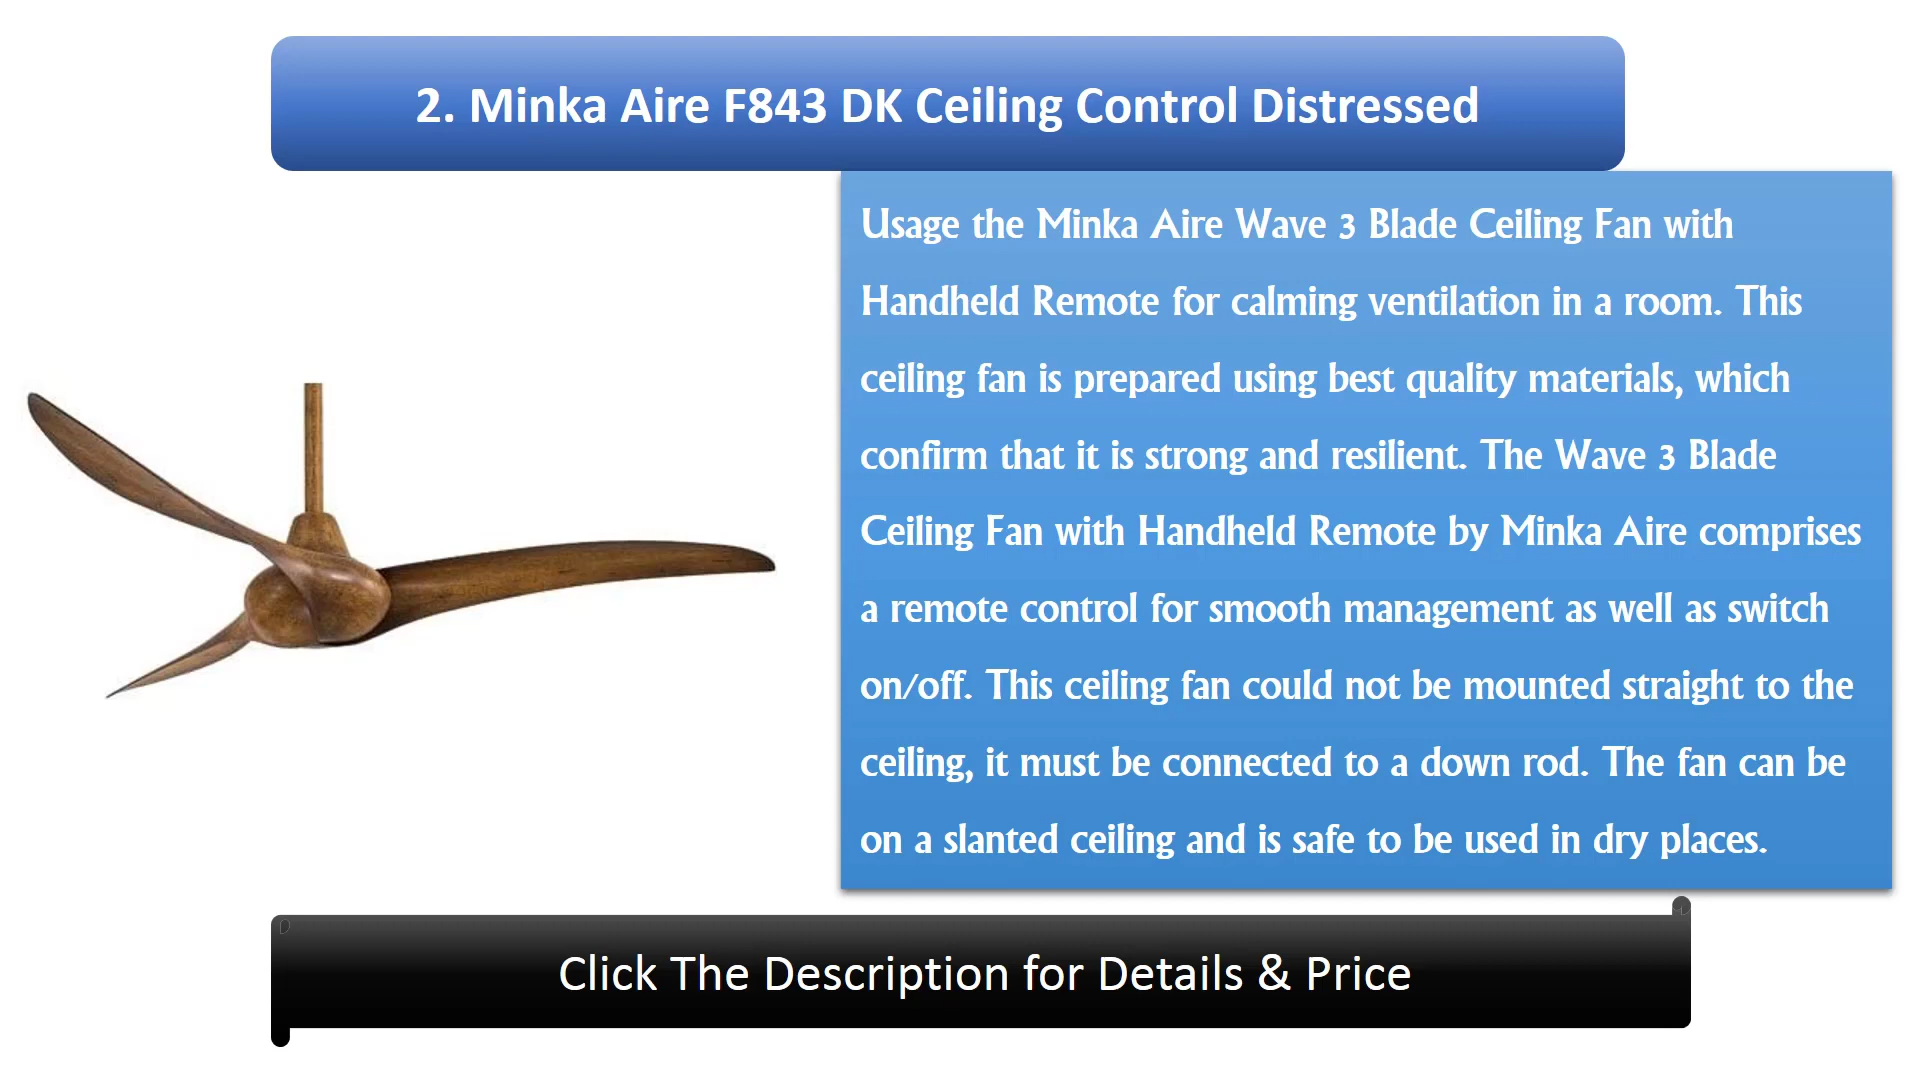 2. Minka Aire F843 DK Ceiling Control Distressed
Usage the Minka Aire Wave 3 Blade Ceiling Fan with
Handheld Remote for calming ventilation in a room. This
ceiling fan is prepared using best quality materials, which
confirm that it is strong and resilient. The Wave 3 Blade
Ceiling Fan with Handheld Remote by Minka Aire comprises
a remote control for smooth management as well as switch
on/off. This ceiling fan could not be mounted straight to the
ceiling, it must be connected to a down rod. The fan can be
on a slanted ceiling and is safe to be used in dry places.
Click The Description for Details & Price